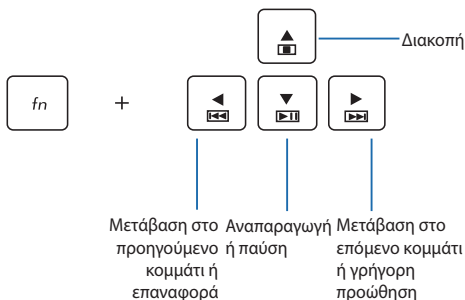 Διακοπή
fn
+
Μετάβαση στο
προηγούμενο
κομμάτι ή
επαναφορά
Αναπαραγωγή
ή παύση
Μετάβαση στο
επόμενο κομμάτι
ή γρήγορη
προώθηση